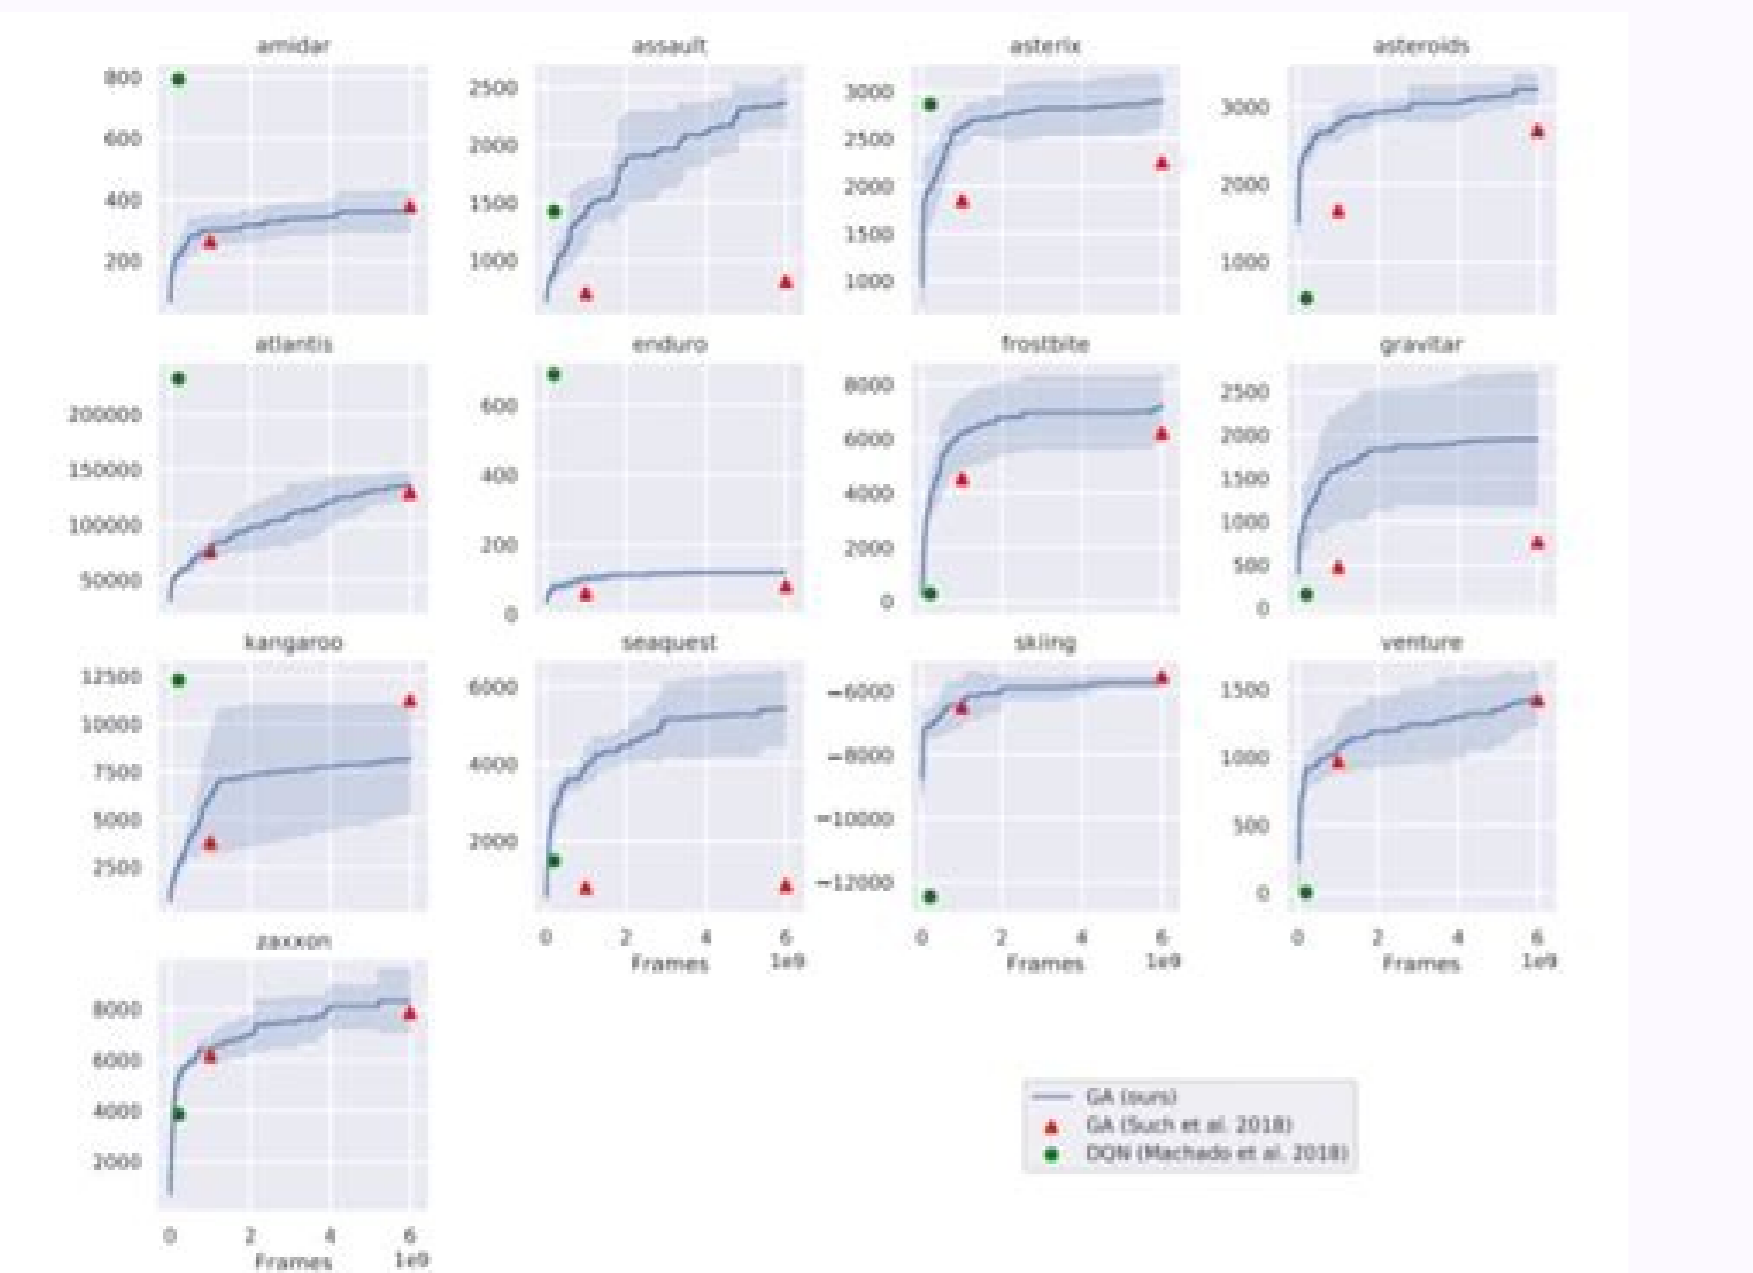 amidar
800
600
400
200
assault
2500
2000
1500
1000
asterix
3000
2500
2000
1500
1000
asteroids
3000
2000
1000
atlantis
200000
150000
100000
50000
enduro
600
400
200
0
frostbite
8000
6000
4000
2000
0
gravitar
2500
2000
1500
1000
500
0
kangaroo
12500
10000
7500
5000
2500
seaquest
6000
4000
2000
0 2 4 6
Frames 1e9
skiing
−6000
−8000
−10000
−12000
0 2 4 6
Frames 1e9
venture
1500
1000
500
0
0 2 4 6
Frames 1e9
zaxxon
8000
6000
4000
2000
0 2 4 6
Frames 1e9
GA (ours)
GA (Such et al. 2018)
DQN (Machado et al. 2018)